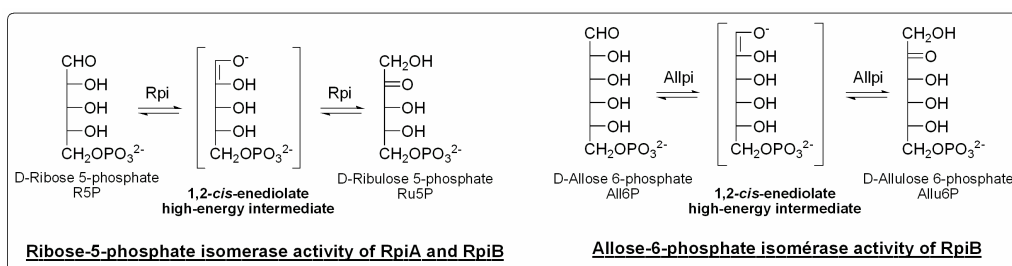 CHO
OH
OH
OH
CH2OPO3 2-
D-Ribose 5-phosphate
R5P
Rpi
O-
OH
OH
OH
CH2OPO3 2-
1,2-cis-enediolate
high-energy intermediate
Rpi
CH2OH
O
OH
OH
CH2OPO3 2-
D-Ribulose 5-phosphate
Ru5P
Ribose-5-phosphate isomerase activity of RpiA and RpiB
CHO
OH
OH
OH
OH
CH2OPO3 2-
D-Allose 6-phosphate
All6P
Allpi
O-
OH
OH
OH
OH
CH2OPO3 2-
1,2-cis-enediolate
high-energy intermediate
Allpi
CH2OH
O
OH
OH
OH
CH2OPO3 2-
D-Allulose 6-phosphate
Allu6P
Allose-6-phosphate isomérase activity of RpiB